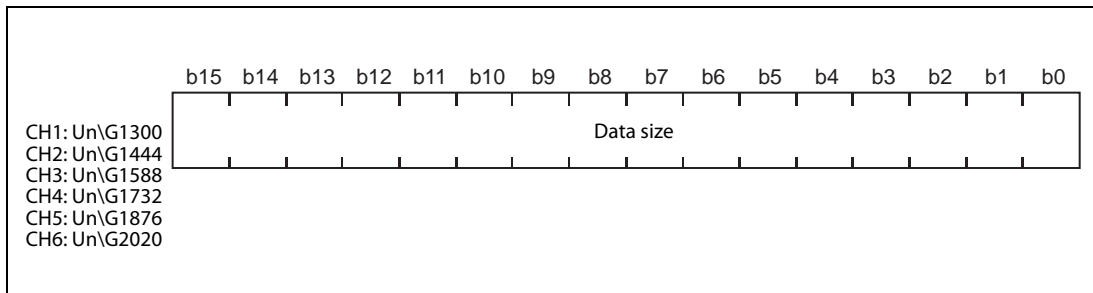 b15 b14 b13 b12 b11 b10 b9 b8 b7 b6 b5 b4 b3 b2 b1 b0
Data size
CH1: Un\G1300
CH2: Un\G1444
CH3: Un\G1588
CH4: Un\G1732
CH5: Un\G1876
CH6: Un\G2020